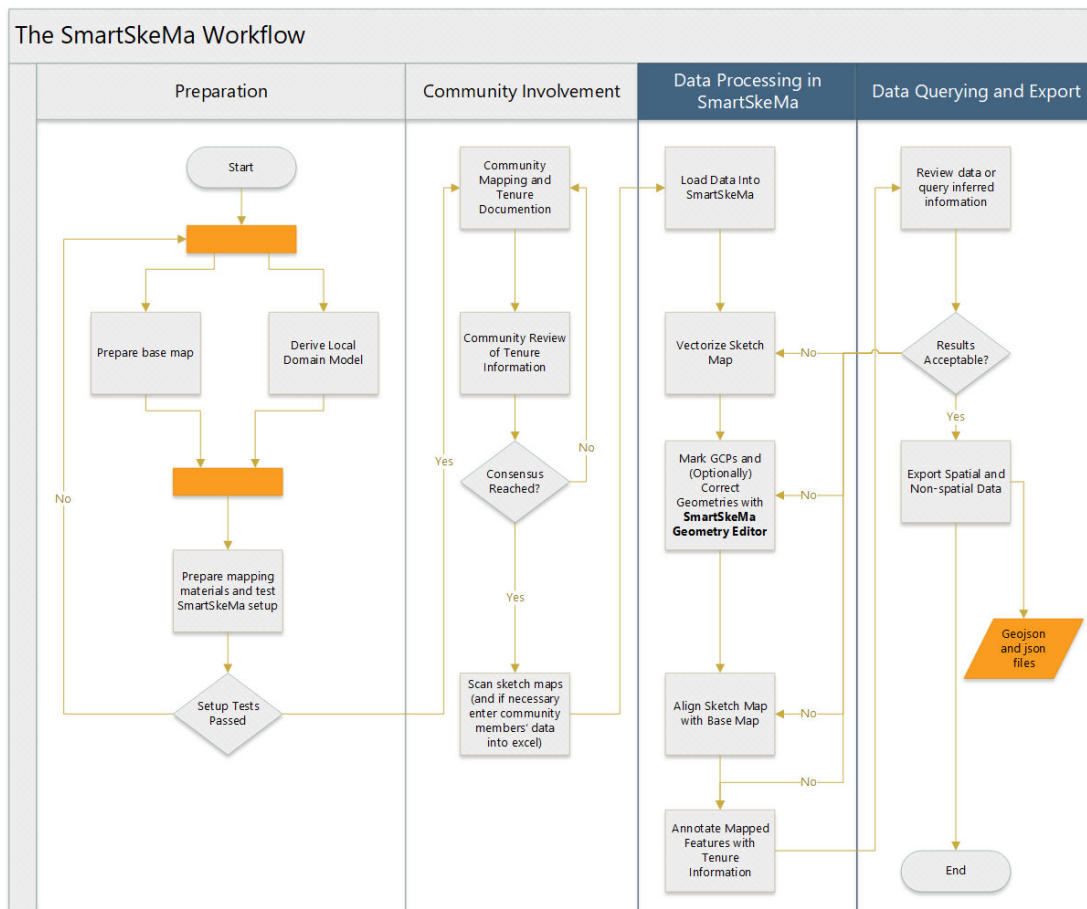 The SmartSkeMa Workflow
Preparation
Community Involvement
Data Processing in
SmartSkeMa
Data Querying and Export
Start
Prepare base map
Derive Local
Domain Model
No
Prepare mapping
materials and test
SmartSkeMa setup
Setup Tests
Passed
Yes
Community
Mapping and
Tenure
Documention
Community Review
of Tenure
Information
No
Consensus
Reached?
Yes
Scan sketch maps
(and if necessary
enter community
members' data
into excel)
Load Data Into
SmartSkeMa
Vectorize Sketch
Map
No
Mark GCPs and
(Optionally)
Correct
Geometries with
SmartSkeMa
Geometry Editor
No
Align Sketch Map
with Base Map
No
No
Annotate Mapped
Features with
Tenure
Information
Review data or
query inferred
information
Results
Acceptable?
Yes
Export Spatial and
Non-spatial Data
Geojson
and json
files
End